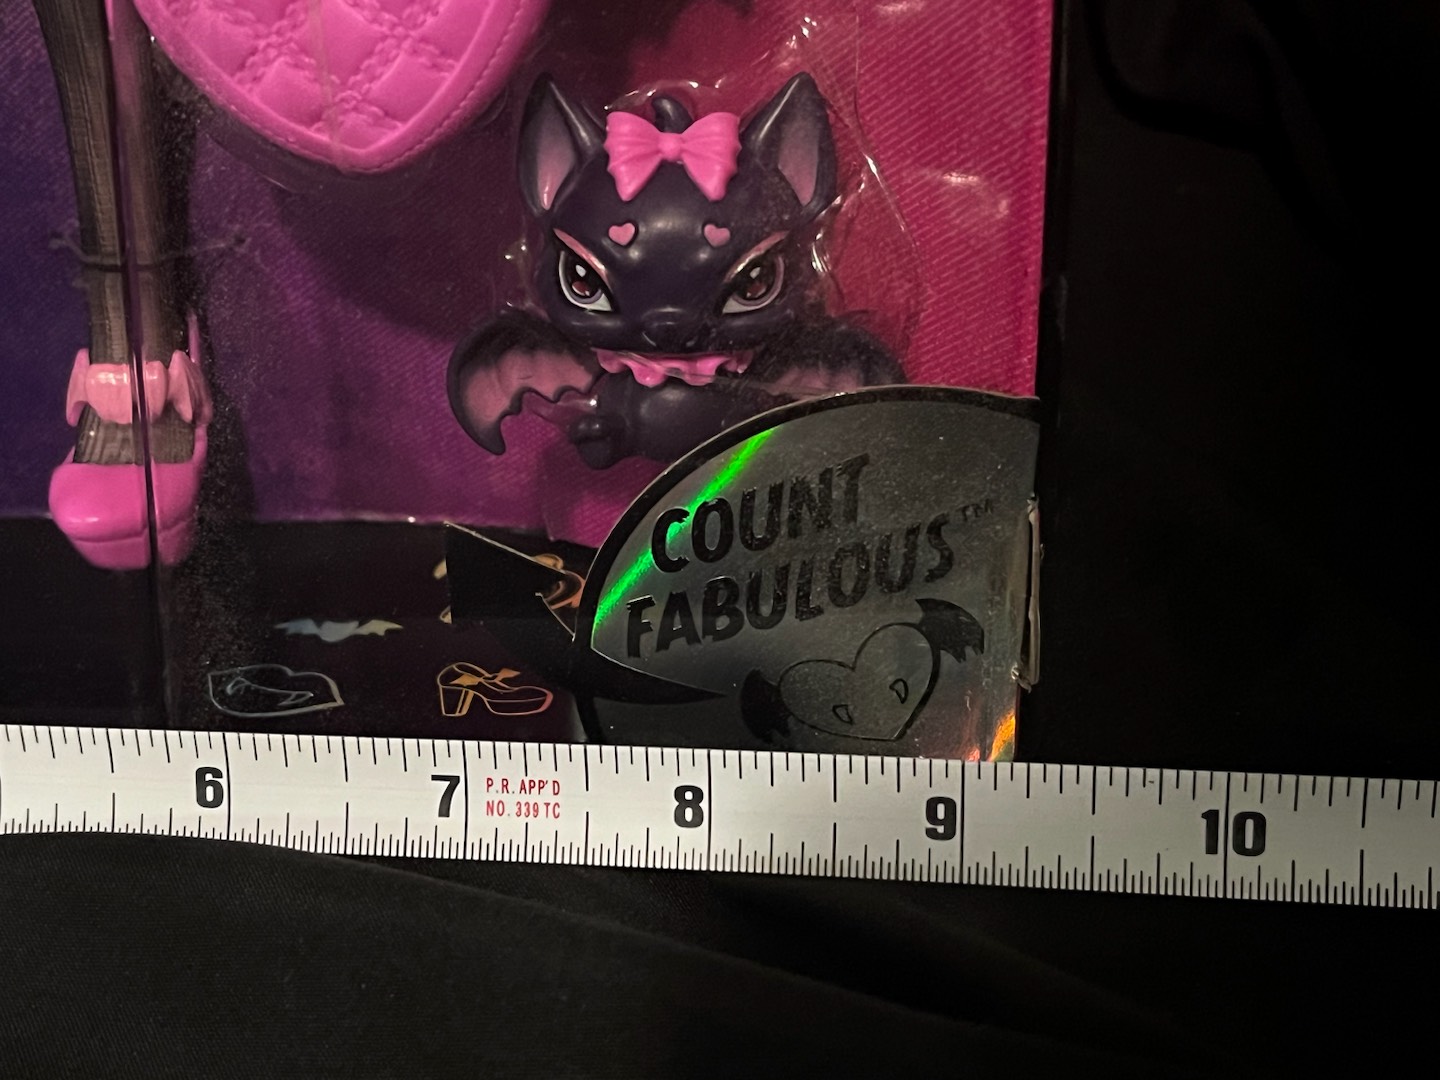 COUNT
FABULOUS™
6 7 P.R. APP'D 8 9 10
NO. 339 TC